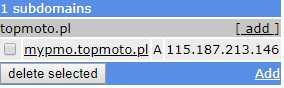 1 subdomains
topmoto.pl [ add ]
mypmo.topmoto.pl A 115.187.213.146
delete selected Add